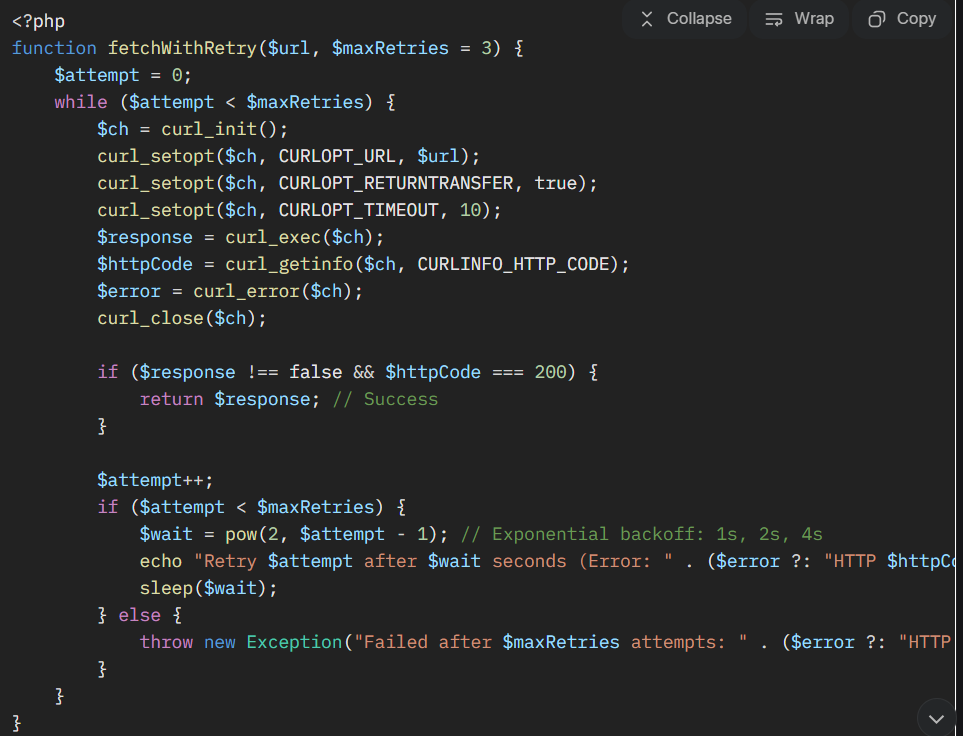 <?php
Collapse Wrap Copy
function fetchWithRetry($url, $maxRetries = 3) {
    $attempt = 0;
    while ($attempt < $maxRetries) {
        $ch = curl_init();
        curl_setopt($ch, CURLOPT_URL, $url);
        curl_setopt($ch, CURLOPT_RETURNTRANSFER, true);
        curl_setopt($ch, CURLOPT_TIMEOUT, 10);
        $response = curl_exec($ch);
        $httpCode = curl_getinfo($ch, CURLINFO_HTTP_CODE);
        $error = curl_error($ch);
        curl_close($ch);

        if ($response !== false && $httpCode === 200) {
            return $response; // Success
        }

        $attempt++;
        if ($attempt < $maxRetries) {
            $wait = pow(2, $attempt - 1); // Exponential backoff: 1s, 2s, 4s
            echo "Retry $attempt after $wait seconds (Error: " . ($error ?: "HTTP $httpC
            sleep($wait);
        } else {
            throw new Exception("Failed after $maxRetries attempts: " . ($error ?: "HTTP
        }
    }
}